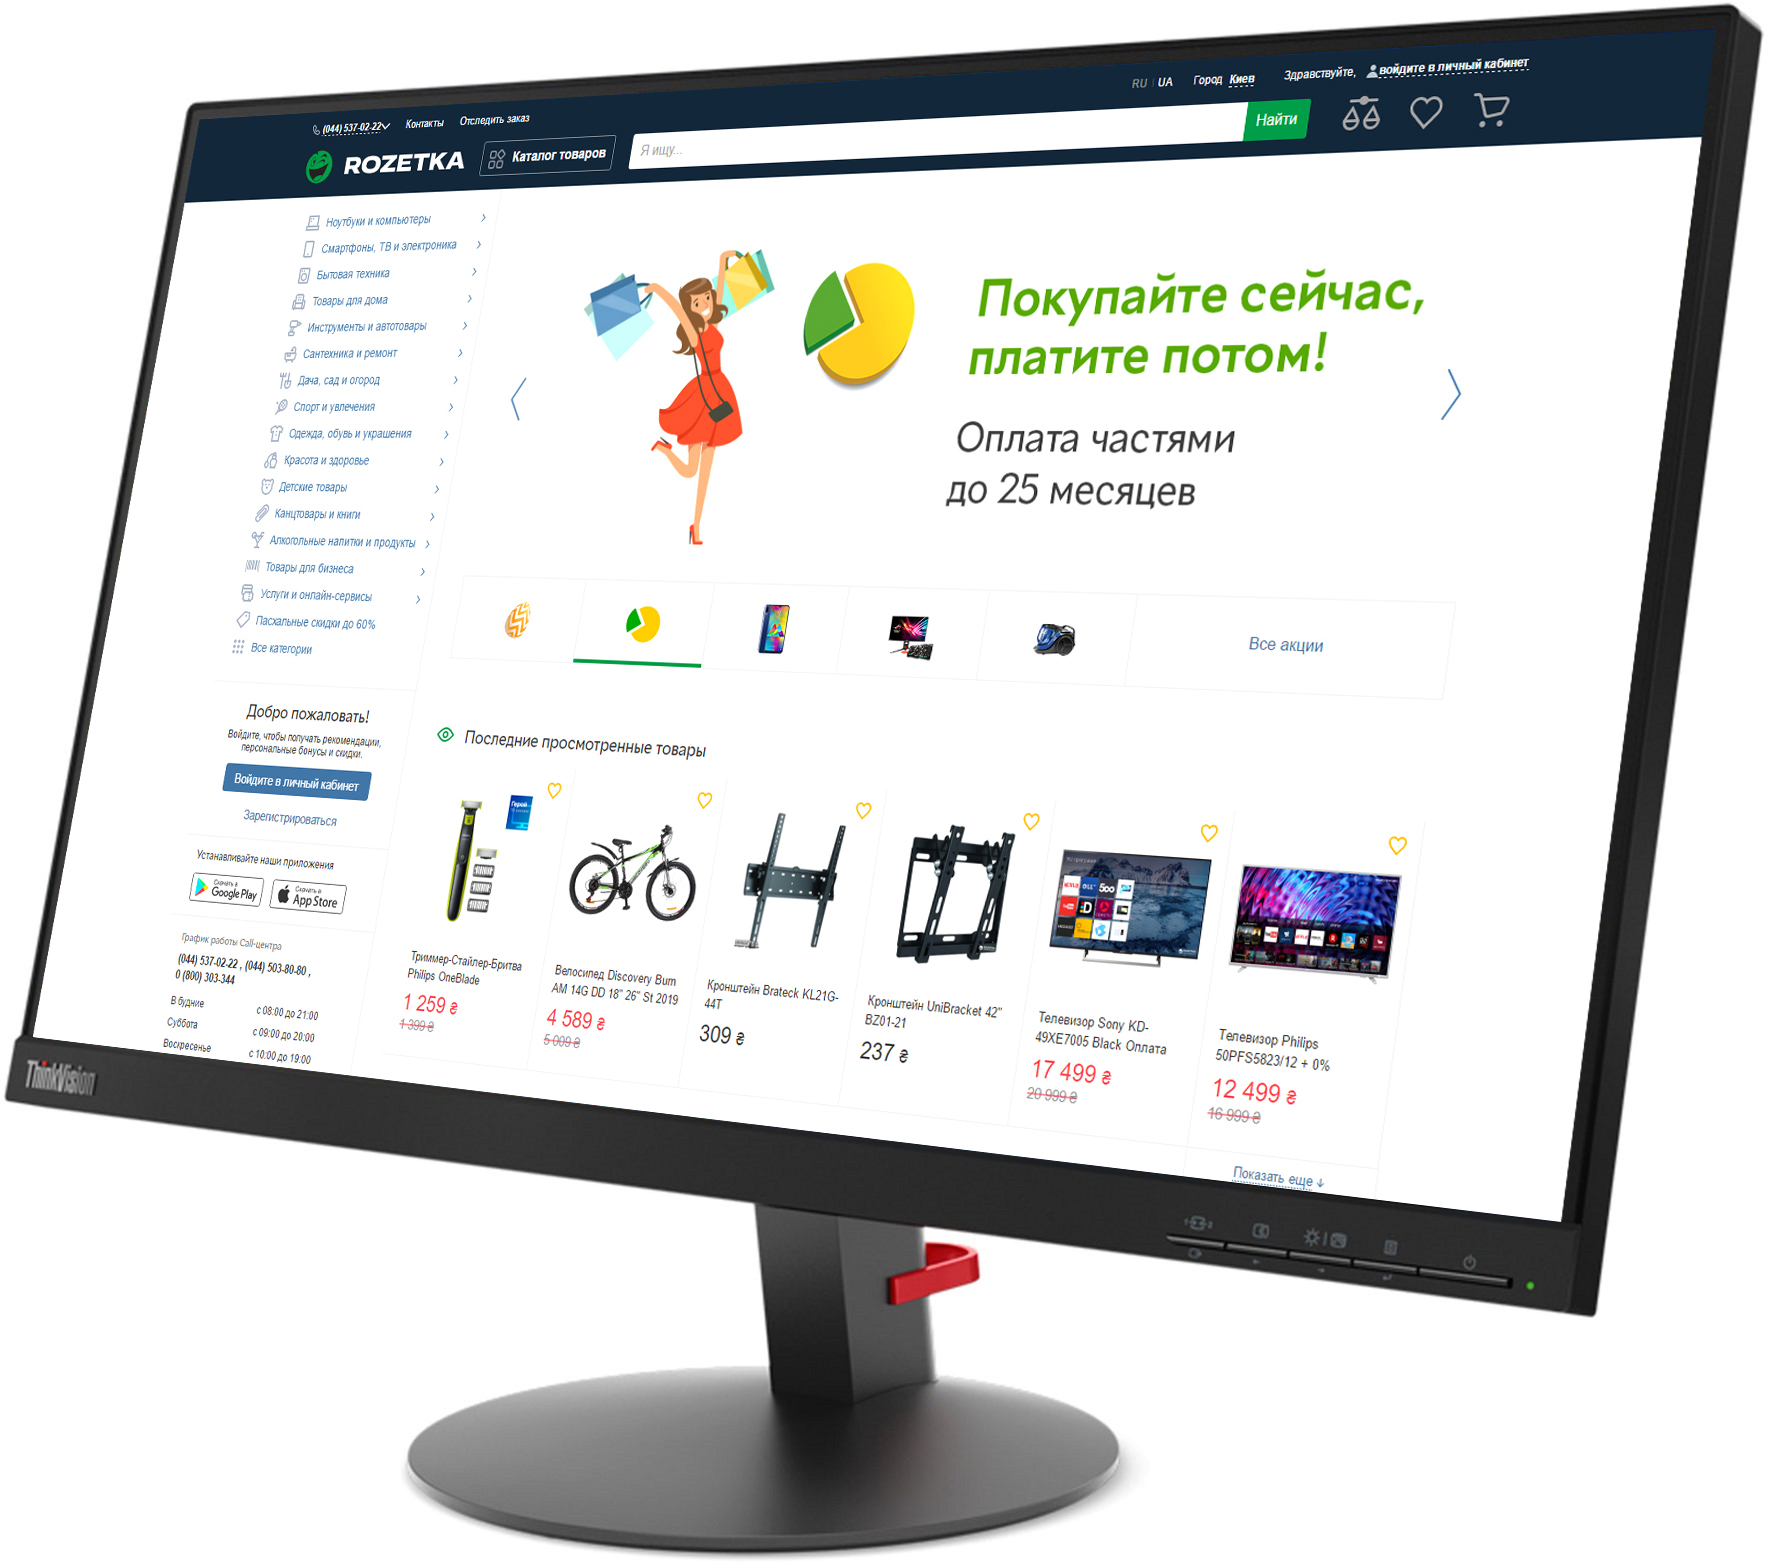 RU | UA
Город Киев
Здравствуйте, войдите в личный кабинет
(044) 537-02-22
Контакты
Отследить заказ
ROZETKA
Каталог товаров
Я ищу...
Найти
Ноутбуки и компьютеры
Смартфоны, ТВ и электроника
Бытовая техника
Товары для дома
Инструменты и автотовары
Сантехника и ремонт
Дача, сад и огород
Спорт и увлечения
Одежда, обувь и украшения
Красота и здоровье
Детские товары
Канцтовары и книги
Алкогольные напитки и продукты
Товары для бизнеса
Услуги и онлайн-сервисы
Пасхальные скидки до 60%
Все категории
Покупайте сейчас,
платите потом!
Оплата частями
до 25 месяцев
Все акции
Добро пожаловать!
Войдите, чтобы получать рекомендации,
персональные бонусы и скидки.
Войдите в личный кабинет
Зарегистрироваться
Устанавливайте наши приложения
Скачать в
Google Play
Скачать в
App Store
График работы Call-центра
(044) 537-02-22 , (044) 503-80-80 ,
0 (800) 303-344
В будние с 08:00 до 21:00
Суббота с 09:00 до 20:00
Воскресенье с 10:00 до 19:00
Последние просмотренные товары
Герой
Триммер-Стайлер-Бритва
Philips OneBlade
1 259 ₴
1 399 ₴
Велосипед Discovery Bum
AM 14G DD 18" 26" St 2019
4 589 ₴
5 009 ₴
Кронштейн Brateck KL21G-
44T
309 ₴
Кронштейн UniBracket 42"
BZ01-21
237 ₴
Телевизор Sony KD-
49XE7005 Black Оплата
17 499 ₴
20 999 ₴
Телевизор Philips
50PFS5823/12 + 0%
12 499 ₴
16 999 ₴
Показать еще ↓
ThinkVision